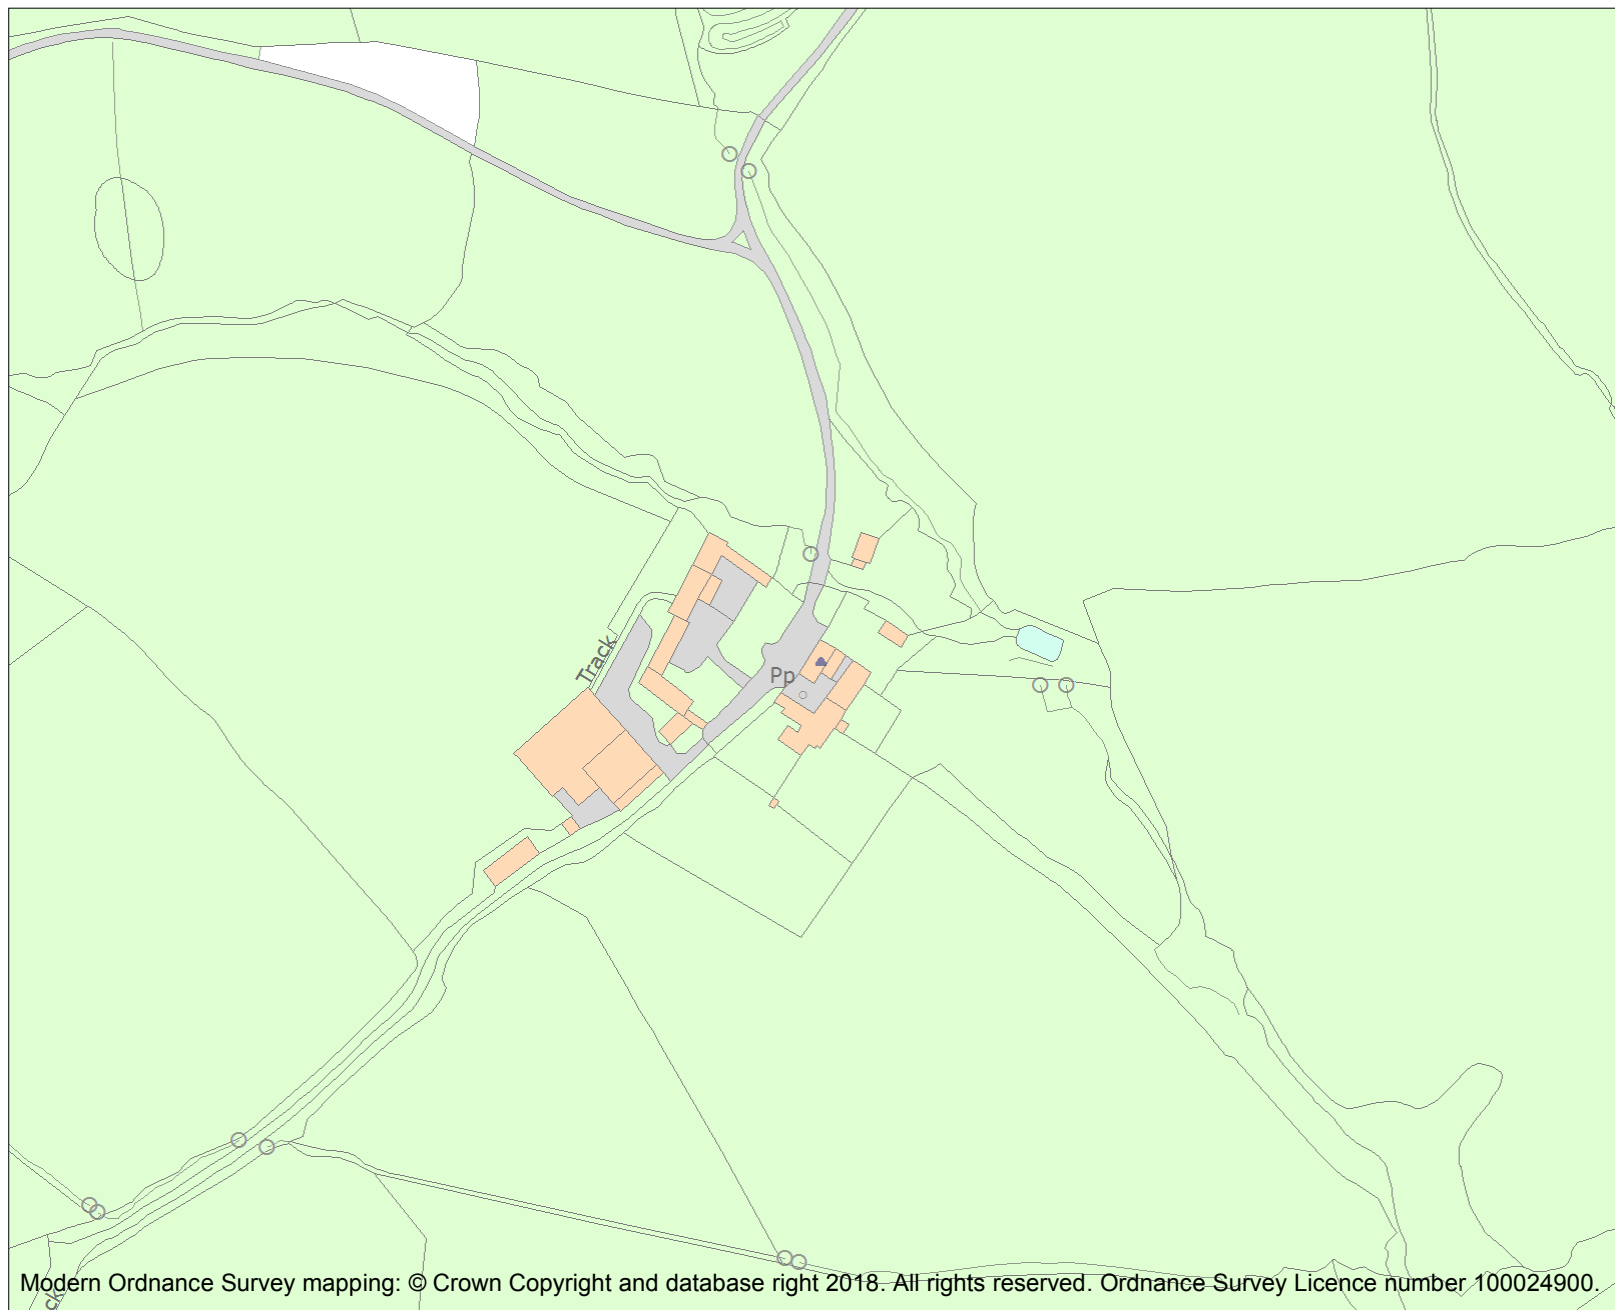 Track
Pp
ck
Modern Ordnance Survey mapping: © Crown Copyright and database right 2018. All rights reserved. Ordnance Survey Licence number 100024900.